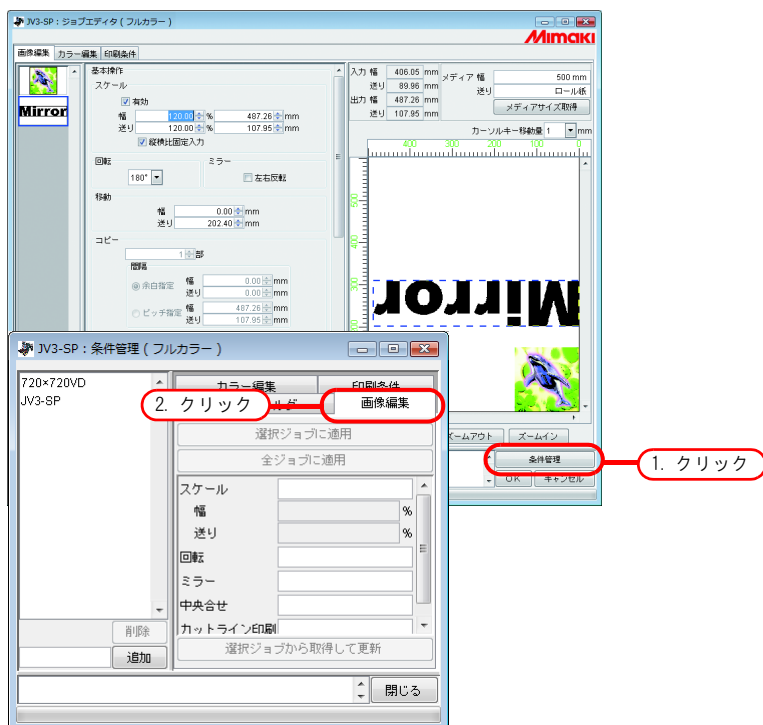 JV3-SP : ジョブエディタ ( フルカラー )
Mimaki
画像編集 カラー編集 印刷条件
Mirror
基本操作
スケール
有効
幅 120.00 % 487.26 mm
送り 120.00 % 107.95 mm
縦横比固定入力
回転 ミラー
180° 左右反転
移動
幅 0.00 mm
送り 202.40 mm
コピー
1 部
間隔
余白指定 幅 0.00 mm
送り 0.00 mm
ピッチ指定 幅 487.26 mm
送り 107.95 mm
入力 幅 406.05 mm
送り 89.96 mm
出力 幅 487.26 mm
送り 107.95 mm
メディア 幅 500 mm
送り ロール紙
メディアサイズ取得
カーソルキー移動量 1 mm
400 300 200 100 0
500
400
300
Mirror
ズームアウト ズームイン
条件管理
OK キャンセル
1. クリック
JV3-SP : 条件管理 ( フルカラー )
720×720VD
JV3-SP
カラー編集 印刷条件
ルダ 画像編集
2. クリック
選択ジョブに適用
全ジョブに適用
スケール
幅 %
送り %
回転
ミラー
中央合せ
カットライン印刷
選択ジョブから取得して更新
削除
追加
閉じる